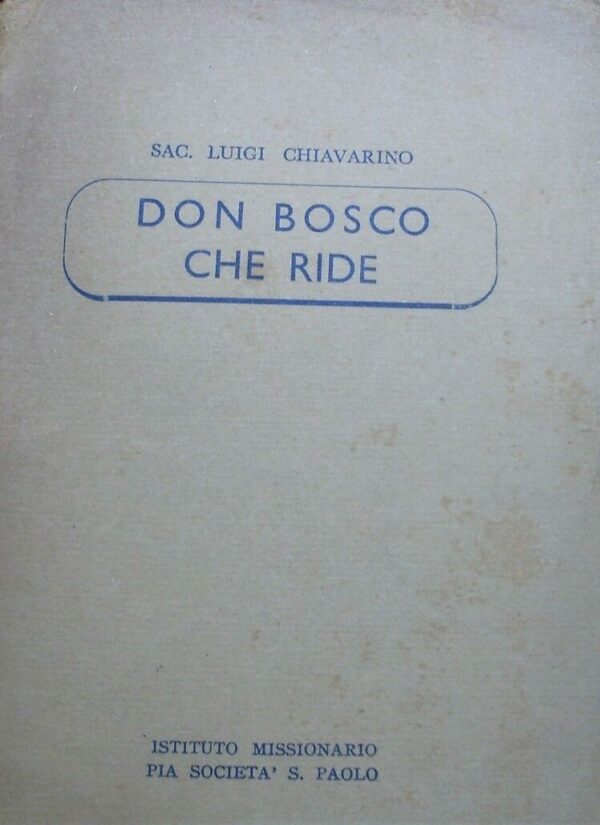 SAC. LUIGI CHIAVARINO
DON BOSCO
CHE RIDE
ISTITUTO MISSIONARIO
PIA SOCIETA' S. PAOLO